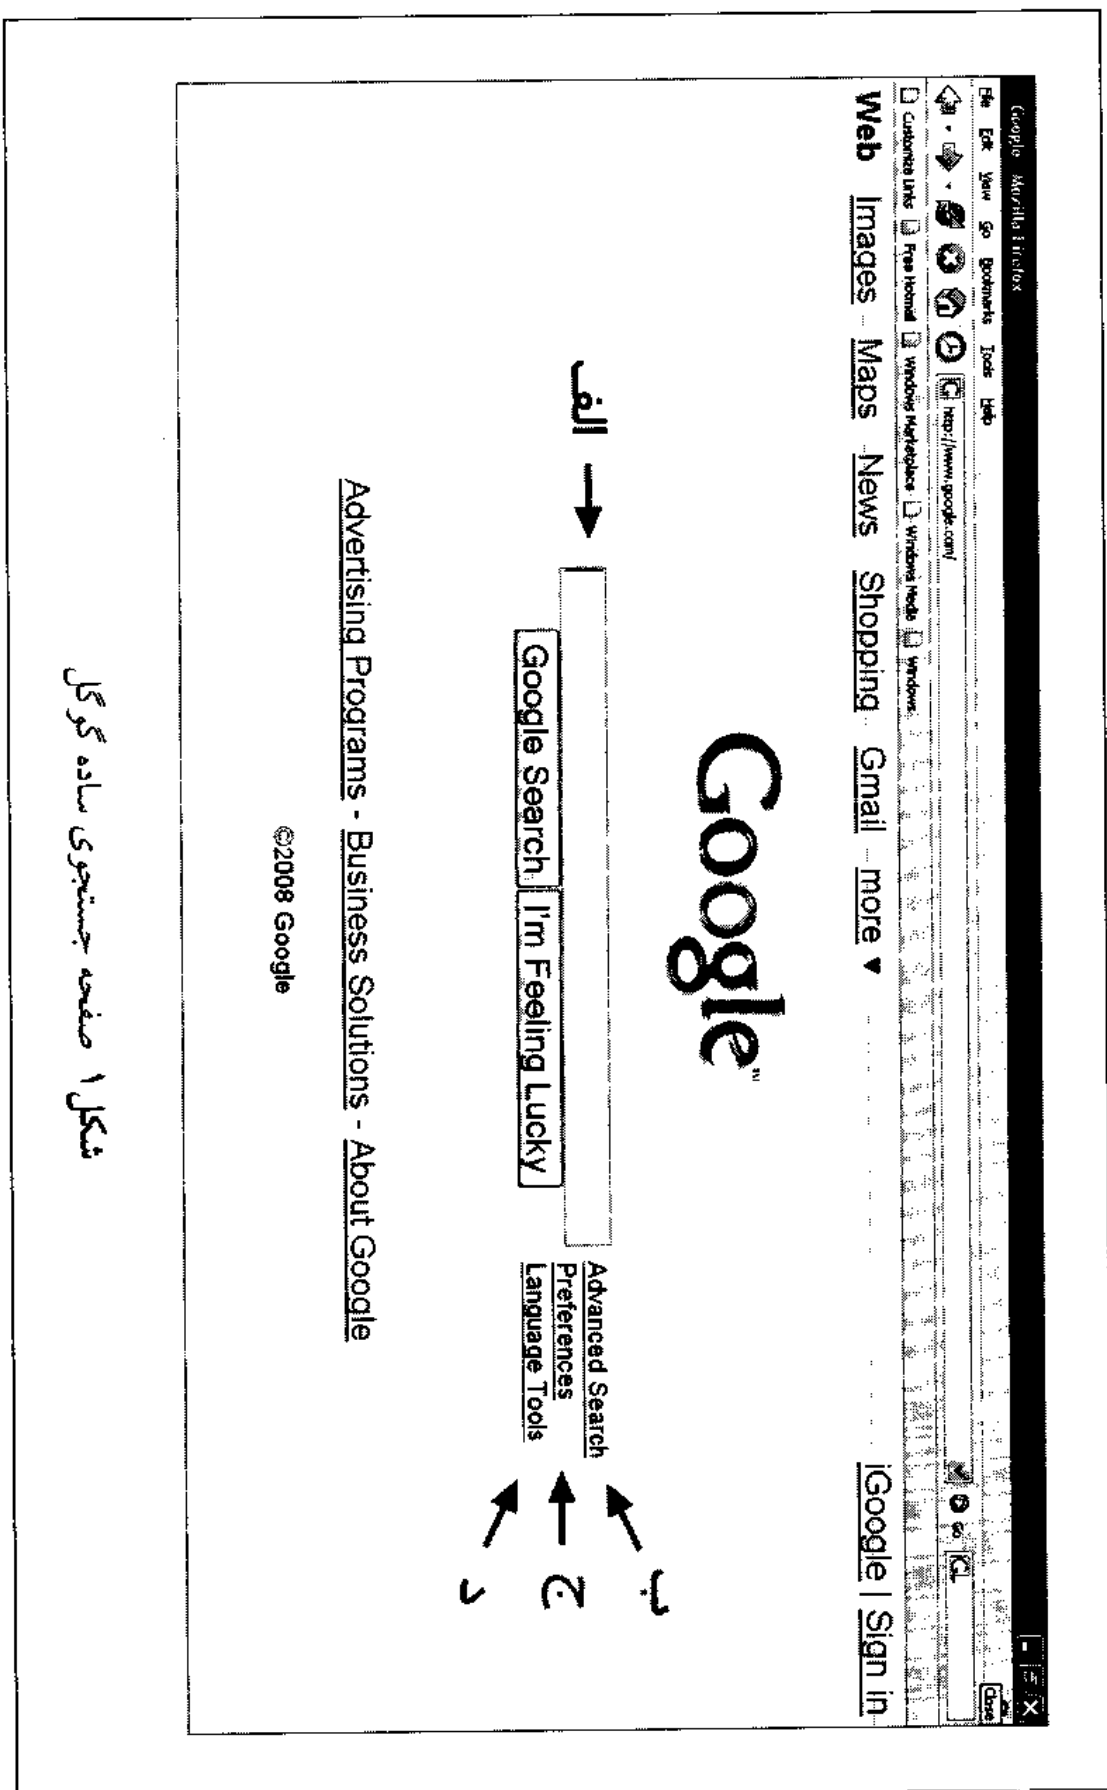 Google Mozilla Firefox
File Edit View Go Bookmarks Tools Help
Close
http://www.google.com/
Go
Customize Links Free Hotmail Windows Marketplace Windows Media Windows
Web Images Maps News Shopping Gmail more ▼
iGoogle | Sign in
Google™
الف
Advanced Search
ب
Preferences
ج
Google Search I'm Feeling Lucky
Language Tools
د
Advertising Programs - Business Solutions - About Google
©2008 Google
شکل ۱ صفحه جستجوی ساده گوگل